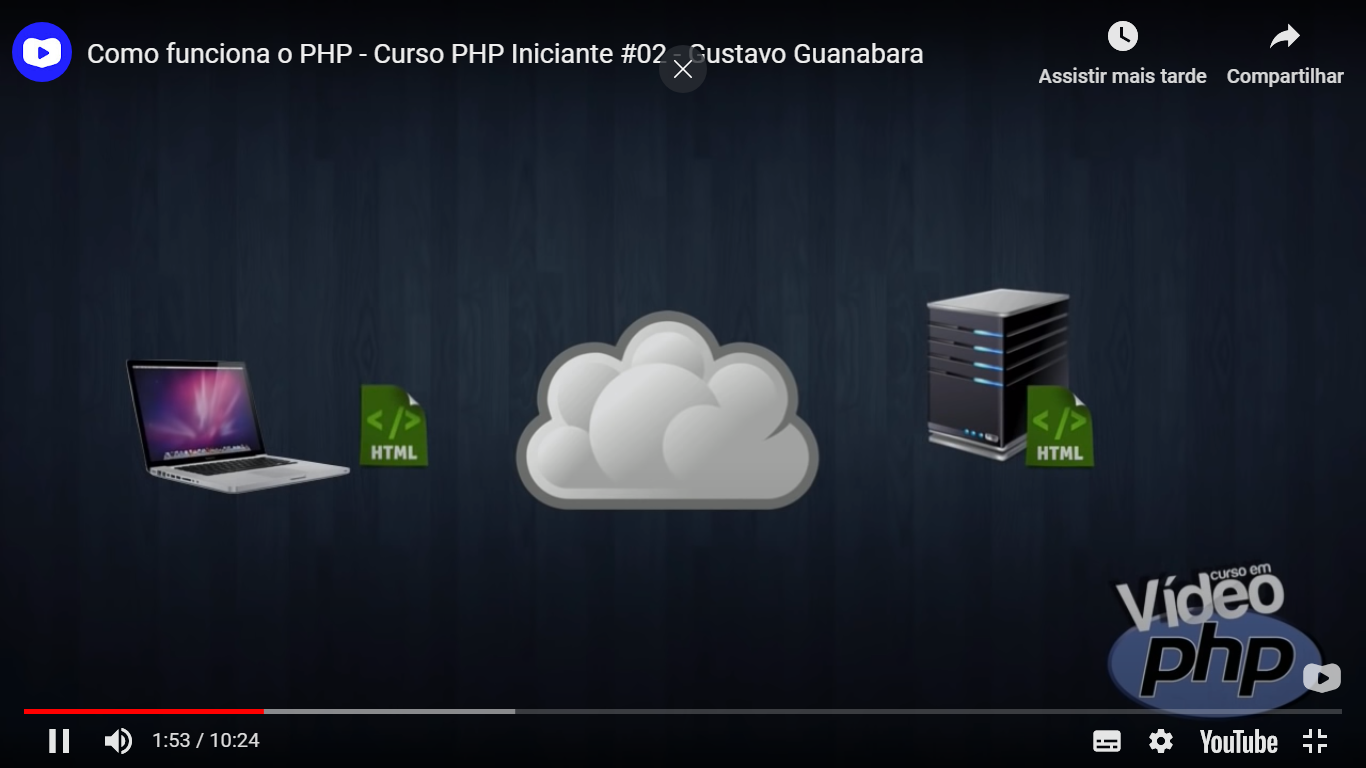 Como funciona o PHP - Curso PHP Iniciante #02 - Gustavo Guanabara
Assistir mais tarde
Compartilhar
</>
HTML
</>
HTML
curso em
Vídeo
php
1:53 / 10:24
YouTube